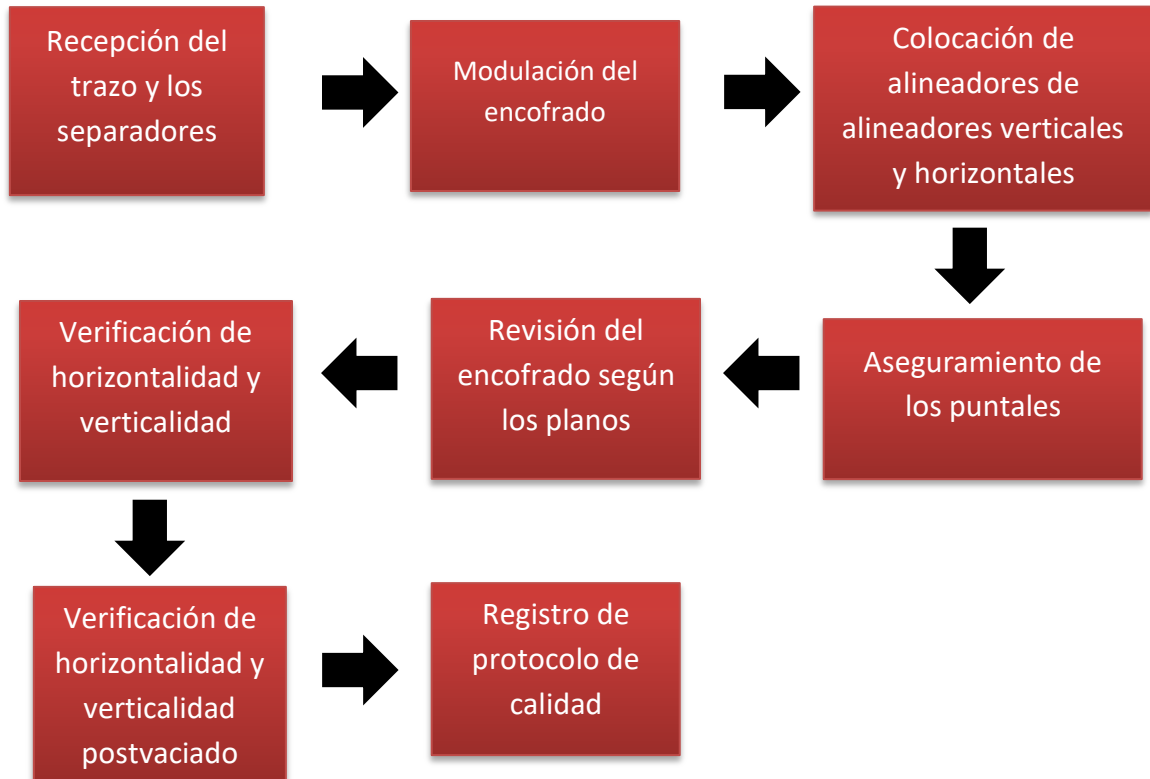 Recepción del
trazo y los
separadores
Modulación del
encofrado
Colocación de
alineadores de
alineadores verticales
y horizontales
Aseguramiento de
los puntales
Revisión del
encofrado según
los planos
Verificación de
horizontalidad y
verticalidad
Verificación de
horizontalidad y
verticalidad
postvaciado
Registro de
protocolo de
calidad